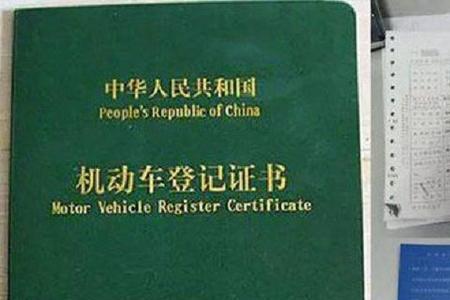 中华人民共和国
People's Republic of China
机动车登记证书
Motor Vehicle Register Certificate